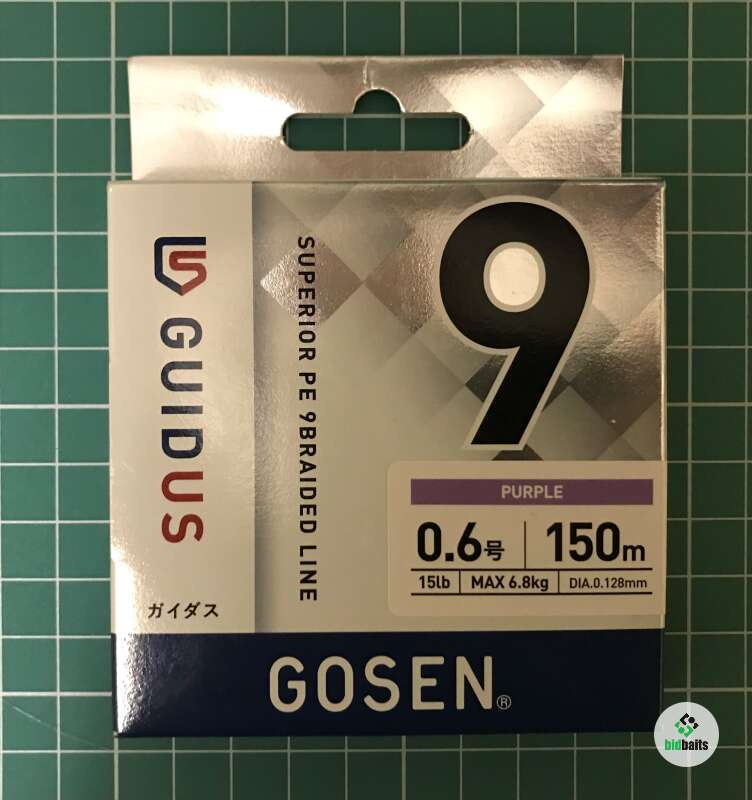 GUIDUS
ガイダス
SUPERIOR PE 9BRAIDED LINE
9
PURPLE
0.6号 150m
15lb MAX 6.8kg DIA.0.128mm
GOSEN®
bidbaits